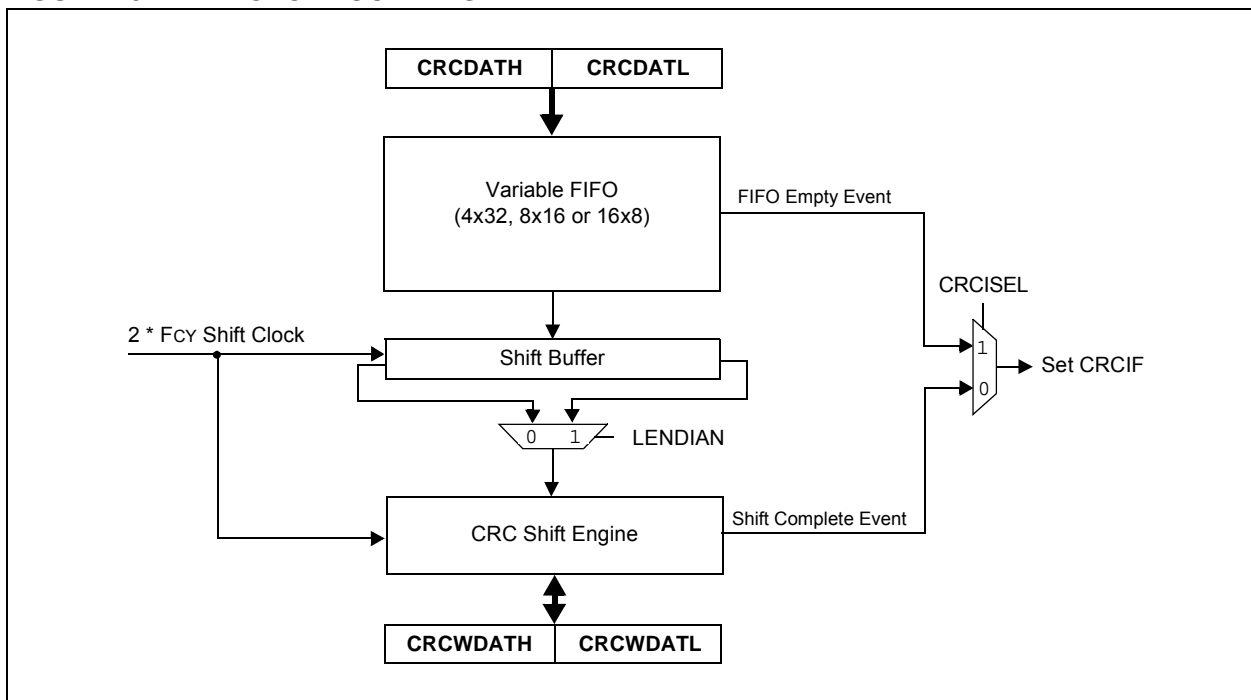 CRCDATH CRCDATL
Variable FIFO
(4x32, 8x16 or 16x8)
FIFO Empty Event
CRCISEL
2 * FCY Shift Clock
1
Set CRCIF
Shift Buffer
0
0 1
LENDIAN
Shift Complete Event
CRC Shift Engine
CRCWDATH CRCWDATL